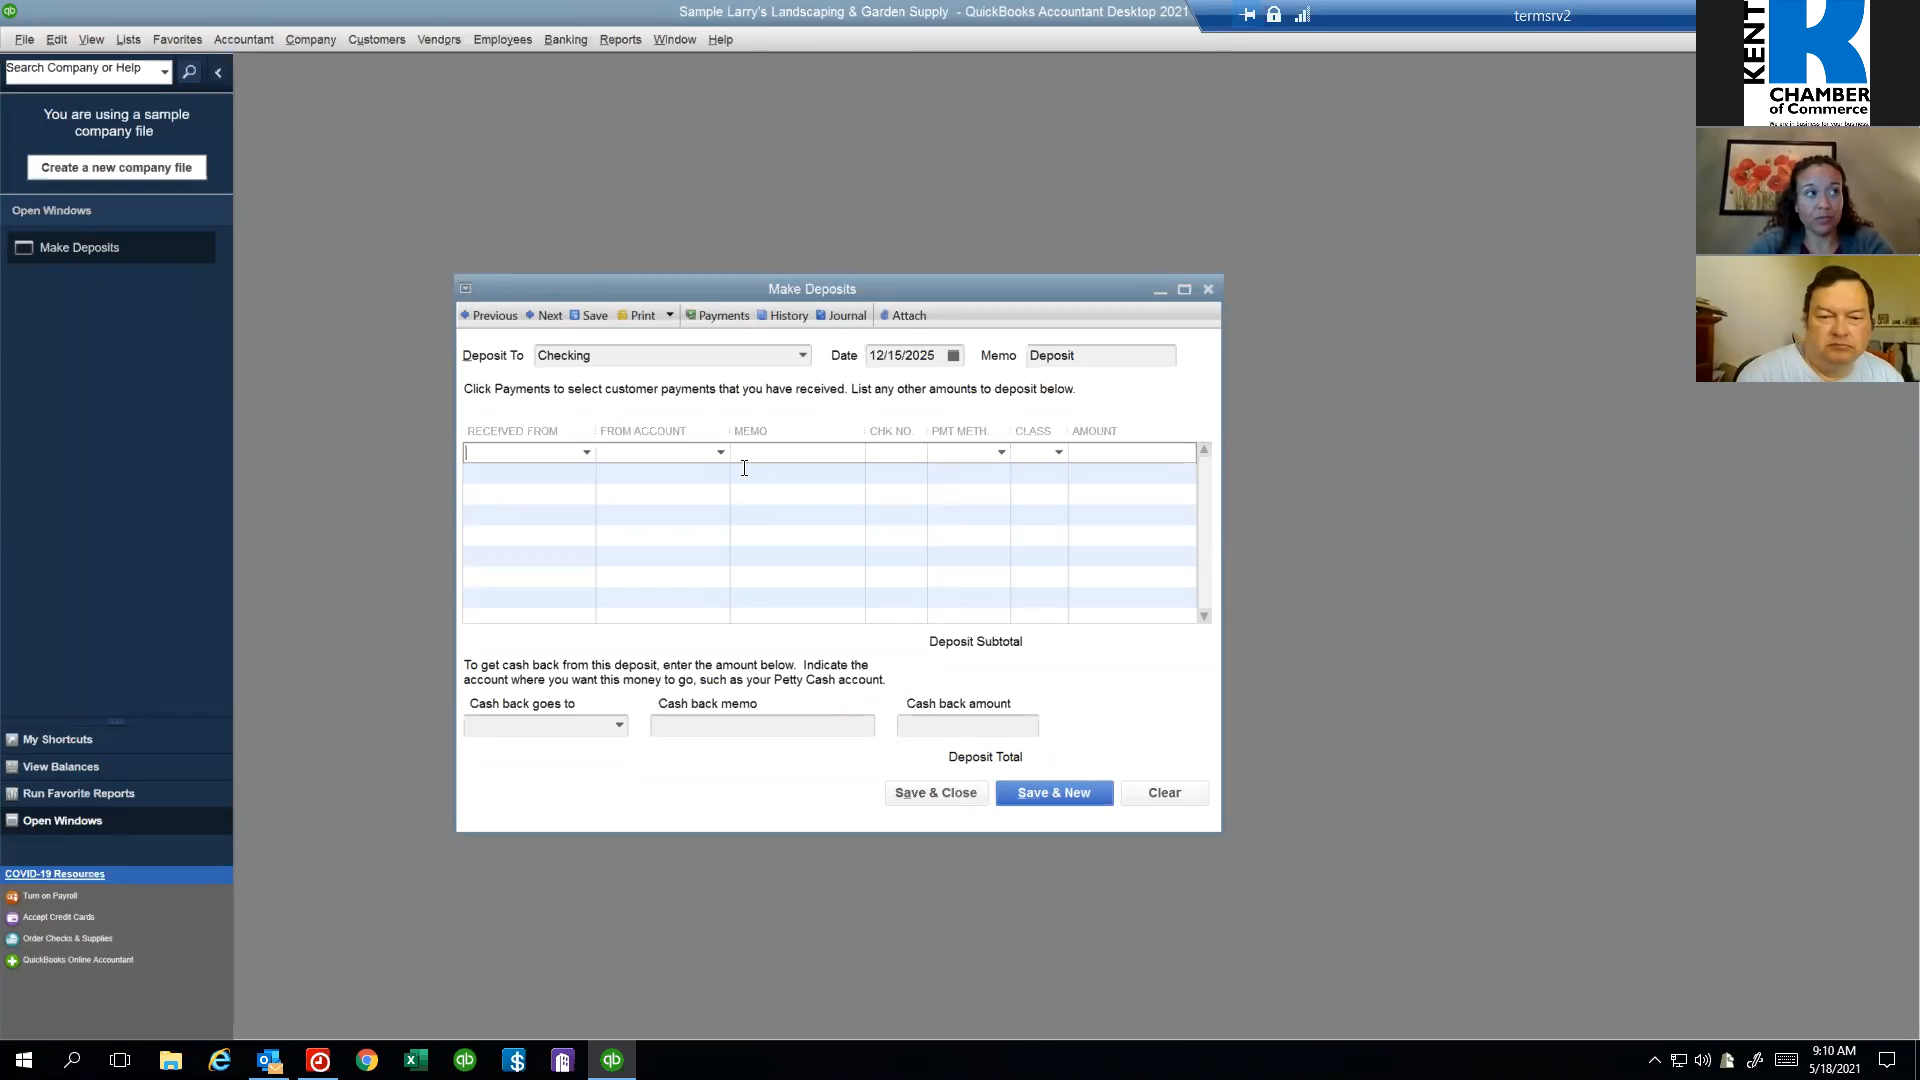 Sample Larry's Landscaping & Garden Supply - QuickBooks Accountant Desktop 2021
termsrv2
File Edit View Lists Favorites Accountant Company Customers Vendors Employees Banking Reports Window Help
Search Company or Help
You are using a sample
company file
Create a new company file
Open Windows
Make Deposits
Make Deposits
Previous Next Save Print Payments History Journal Attach
Deposit To Checking Date 12/15/2025 Memo Deposit
Click Payments to select customer payments that you have received. List any other amounts to deposit below.
RECEIVED FROM FROM ACCOUNT MEMO CHK NO. PMT METH. CLASS AMOUNT
Deposit Subtotal
To get cash back from this deposit, enter the amount below. Indicate the
account where you want this money to go, such as your Petty Cash account.
Cash back goes to Cash back memo Cash back amount
Deposit Total
Save & Close Save & New Clear
My Shortcuts
View Balances
Run Favorite Reports
Open Windows
COVID-19 Resources
Turn on Payroll
Accept Credit Cards
Order Checks & Supplies
QuickBooks Online Accountant
KENT
CHAMBER
of Commerce
We are in business for your business
9:10 AM
5/18/2021